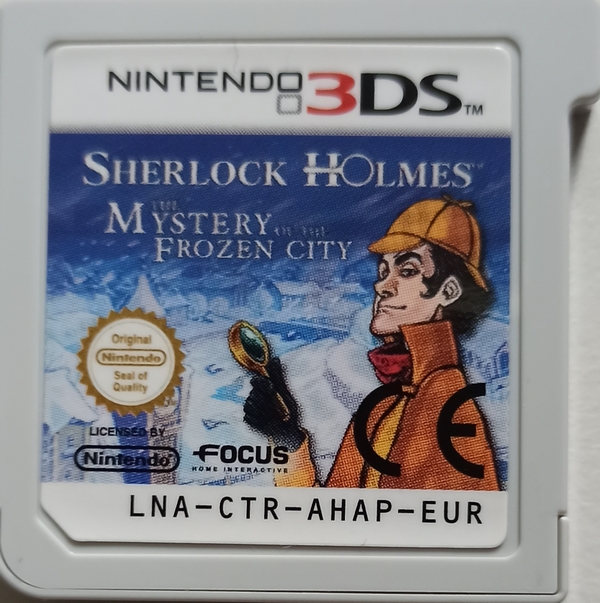 NINTENDO 3DS™
SHERLOCK HOLMES™
THE
MYSTERY OF THE
FROZEN CITY
Original
Nintendo
Seal of
Quality
LICENSED BY
Nintendo
FOCUS
HOME INTERACTIVE
CE
LNA-CTR-AHAP-EUR